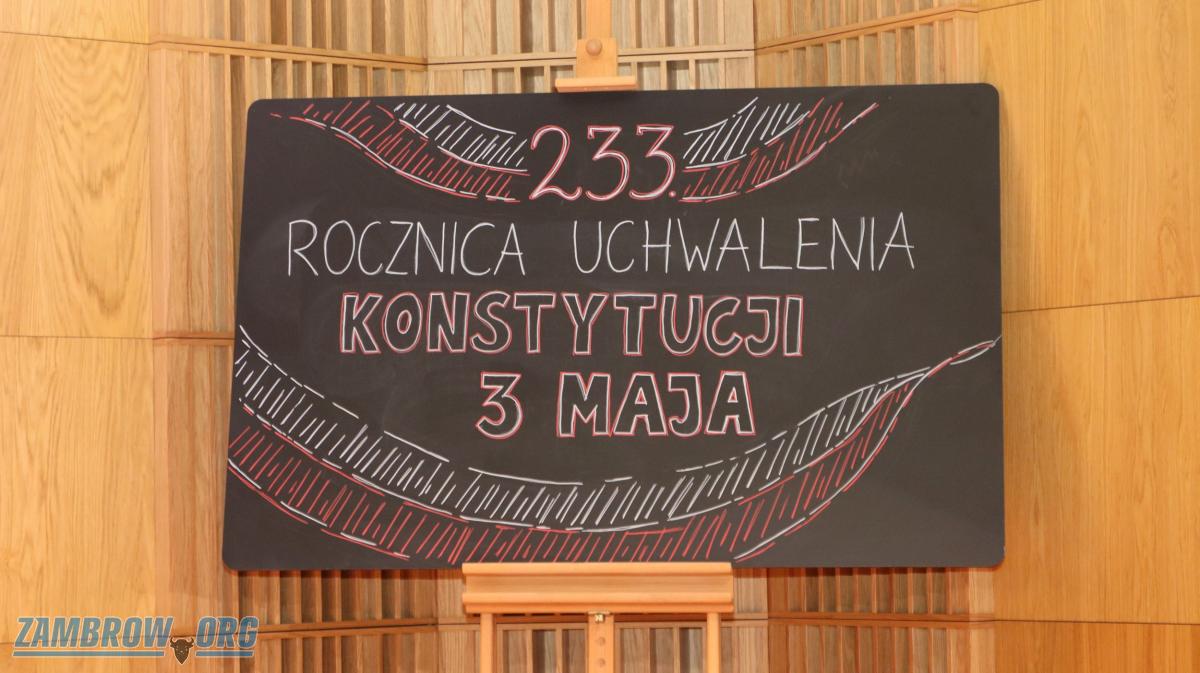 233.
ROCZNICA UCHWALENIA
KONSTYTUCJI
3 MAJA
ZAMBROW.ORG